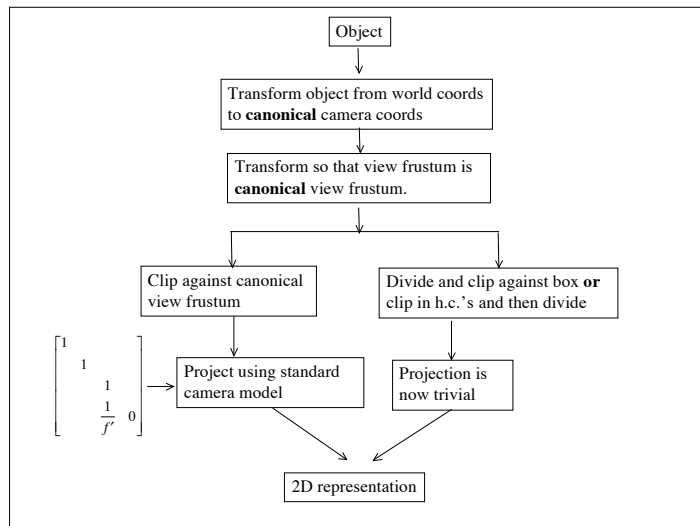 Object
Transform object from world coords
to canonical camera coords
Transform so that view frustum is
canonical view frustum.
Clip against canonical
view frustum
Divide and clip against box or
clip in h.c.'s and then divide
1
1
1
1/f′ 0
Project using standard
camera model
Projection is
now trivial
2D representation